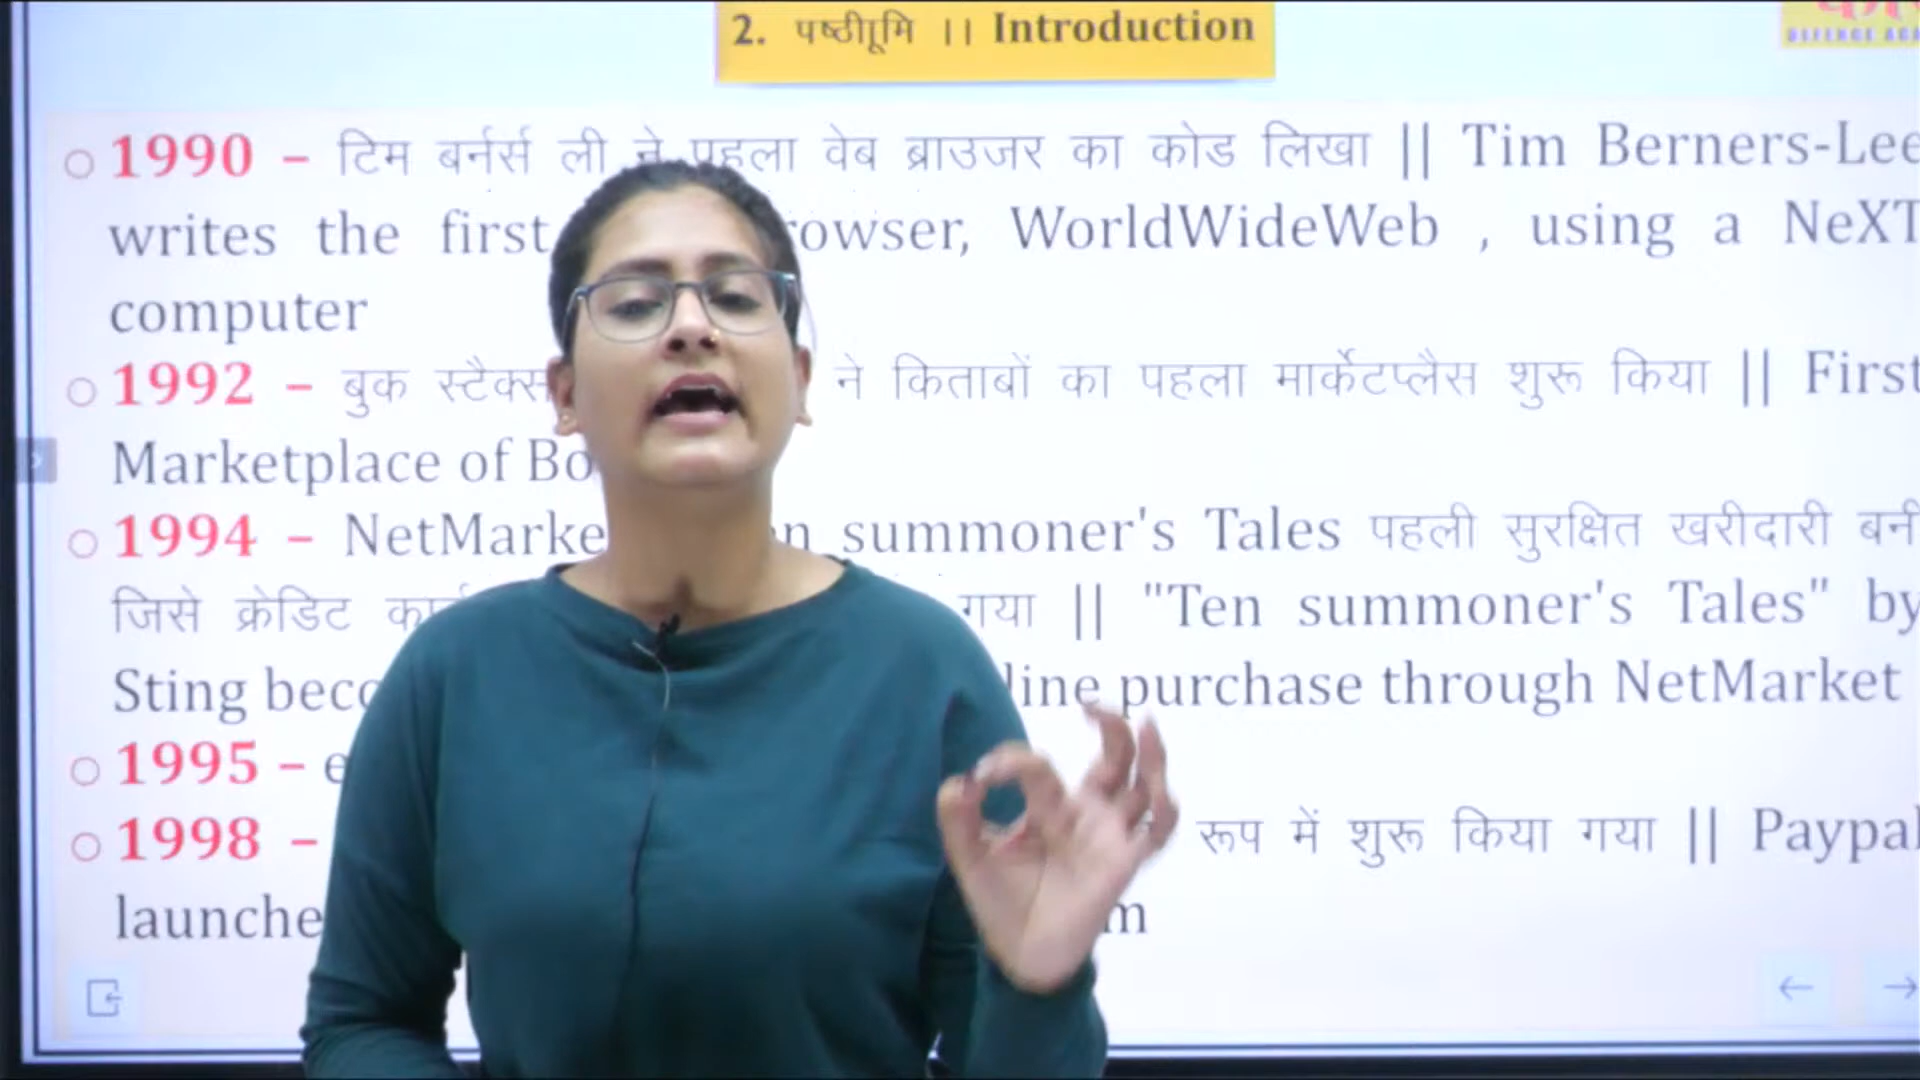 2. पष्ठीूमि || Introduction
DEFENCE
1990 – टिम बर्नर्स ली ने पहला वेब ब्राउजर का कोड लिखा || Tim Berners-Lee
writes the first rowser, WorldWideWeb , using a NeXT
computer
1992 – बुक स्टैक्स ने किताबों का पहला मार्केटप्लैस शुरू किया || First
Marketplace of Bo
1994 – NetMarke n summoner's Tales पहली सुरक्षित खरीदारी बनी
जिसे क्रेडिट गया || "Ten summoner's Tales" by
Sting beco line purchase through NetMarket
1995 – e
1998 – रूप में शुरू किया गया || Paypal
launche m